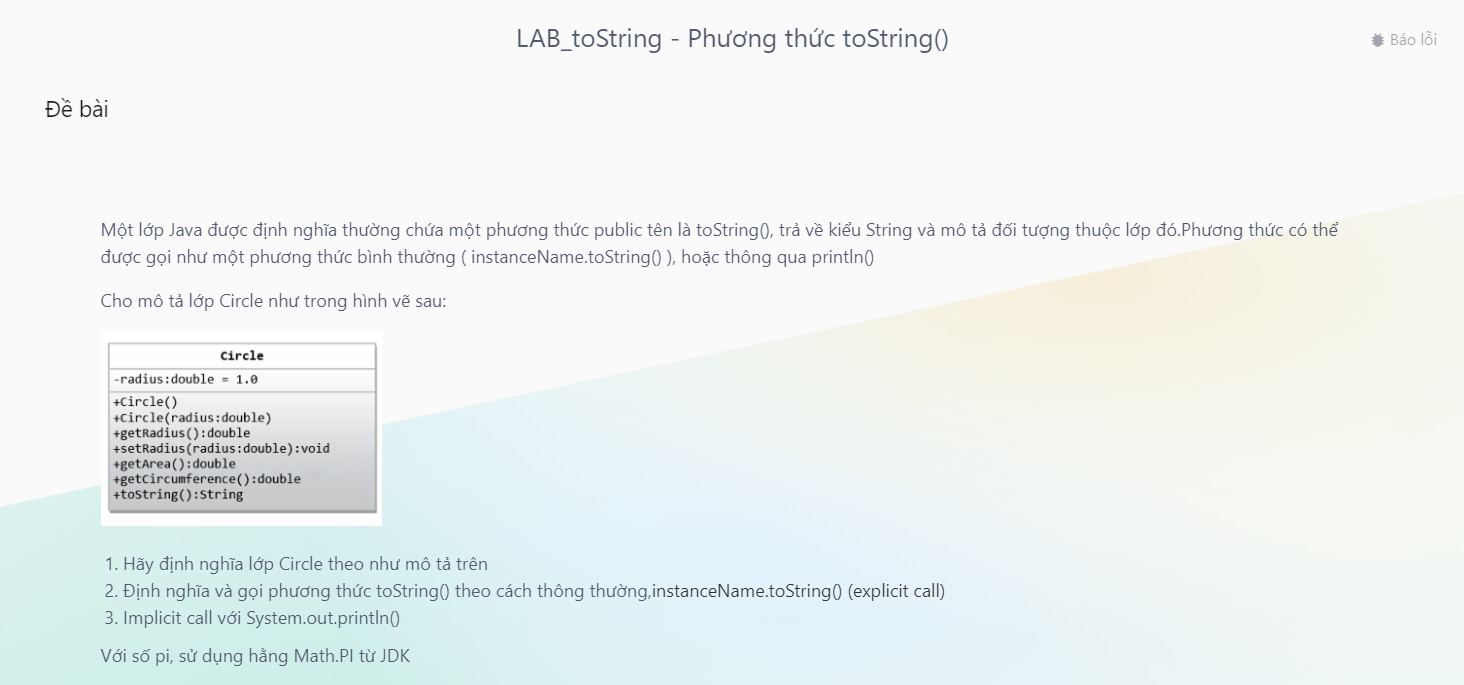 LAB_toString - Phương thức toString()
Báo lỗi
Đề bài
Một lớp Java được định nghĩa thường chứa một phương thức public tên là toString(), trả về kiểu String và mô tả đối tượng thuộc lớp đó.Phương thức có thể
được gọi như một phương thức bình thường ( instanceName.toString() ), hoặc thông qua println()
Cho mô tả lớp Circle như trong hình vẽ sau:
Circle
-radius:double = 1.0
+Circle()
+Circle(radius:double)
+getRadius():double
+setRadius(radius:double):void
+getArea():double
+getCircumference():double
+toString():String
1. Hãy định nghĩa lớp Circle theo như mô tả trên
2. Định nghĩa và gọi phương thức toString() theo cách thông thường,instanceName.toString() (explicit call)
3. Implicit call với System.out.println()
Với số pi, sử dụng hằng Math.PI từ JDK